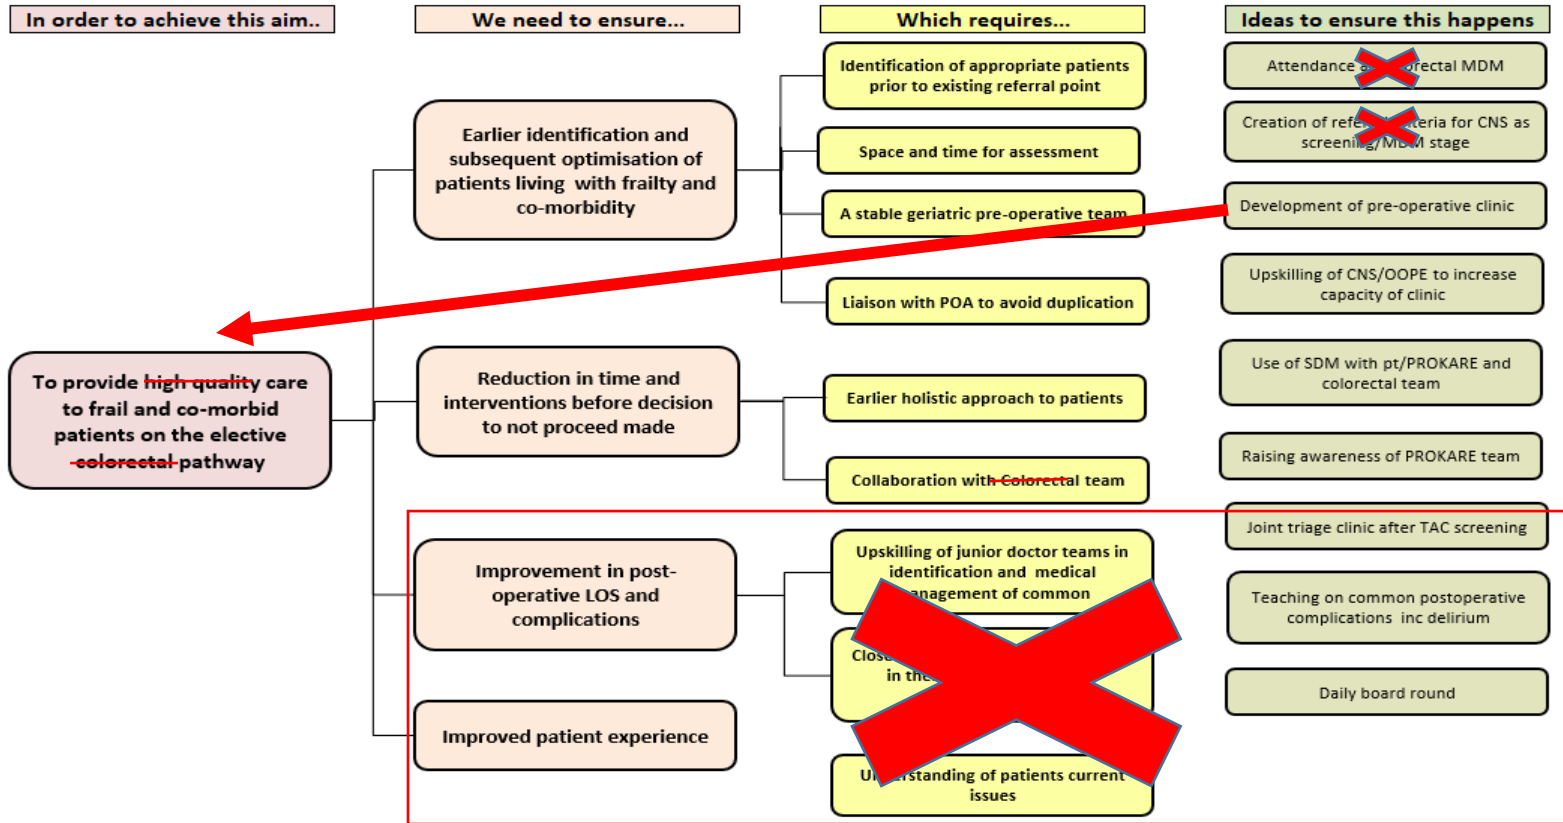 In order to achieve this aim..
We need to ensure...
Which requires...
Ideas to ensure this happens
To provide high quality care
to frail and co-morbid
patients on the elective
colorectal pathway
Earlier identification and
subsequent optimisation of
patients living with frailty and
co-morbidity
Reduction in time and
interventions before decision
to not proceed made
Improvement in post-
operative LOS and
complications
Improved patient experience
Identification of appropriate patients
prior to existing referral point
Space and time for assessment
A stable geriatric pre-operative team
Liaison with POA to avoid duplication
Earlier holistic approach to patients
Collaboration with Colorectal team
Upskilling of junior doctor teams in
identification and medical
of common
in
of patients current
issues
Attendance MDM
Creation of for CNS as
screening/MDM stage
Development of pre-operative clinic
Upskilling of CNS/OOPE to increase
capacity of clinic
Use of SDM with pt/PROKARE and
colorectal team
Raising awareness of PROKARE team
Joint triage clinic after TAC screening
Teaching on common postoperative
complications inc delirium
Daily board round